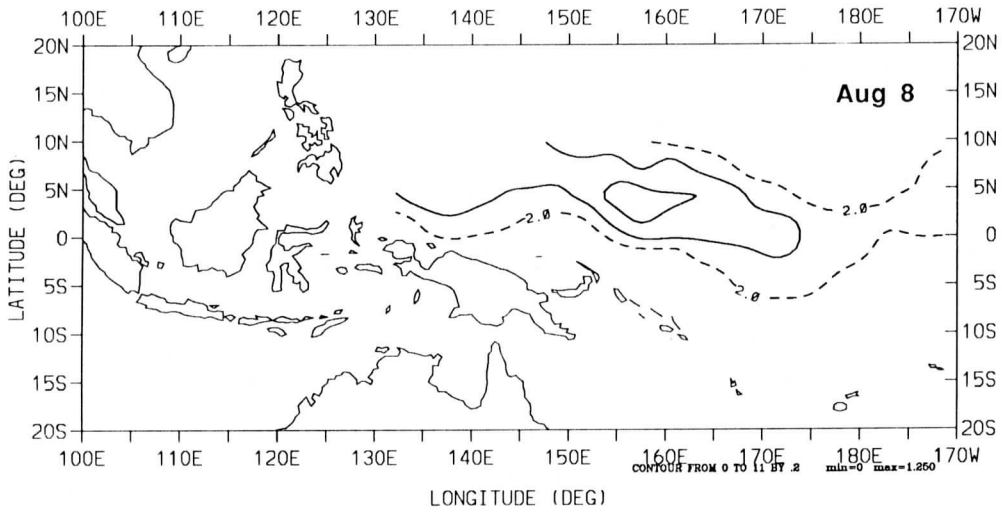 100E 110E 120E 130E 140E 150E 160E 170E 180E 170W
20N 20N
15N Aug 8 15N
10N 10N
5N 5N
2.0 2.0
0 0
5S 2.0 5S
10S 10S
15S 15S
20S 20S
LATITUDE (DEG)
100E 110E 120E 130E 140E 150E 160E 170E 180E 170W
CONTOUR FROM 0 TO 11 BY .2 min=0 max=1.250
LONGITUDE (DEG)